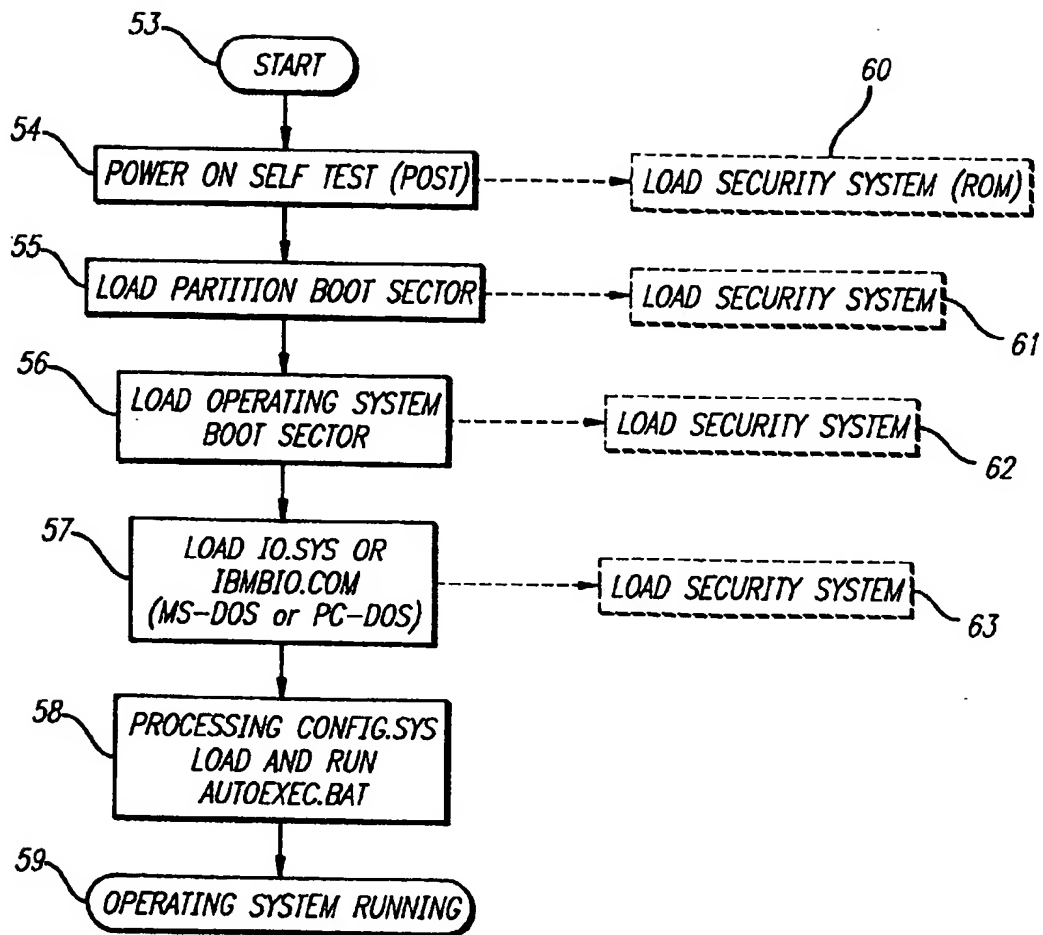 53
START
60
54
POWER ON SELF TEST (POST)
LOAD SECURITY SYSTEM (ROM)
55
LOAD PARTITION BOOT SECTOR
LOAD SECURITY SYSTEM
61
56
LOAD OPERATING SYSTEM
BOOT SECTOR
LOAD SECURITY SYSTEM
62
57
LOAD IO.SYS OR
IBMBIO.COM
(MS-DOS or PC-DOS)
LOAD SECURITY SYSTEM
63
58
PROCESSING CONFIG.SYS
LOAD AND RUN
AUTOEXEC.BAT
59
OPERATING SYSTEM RUNNING